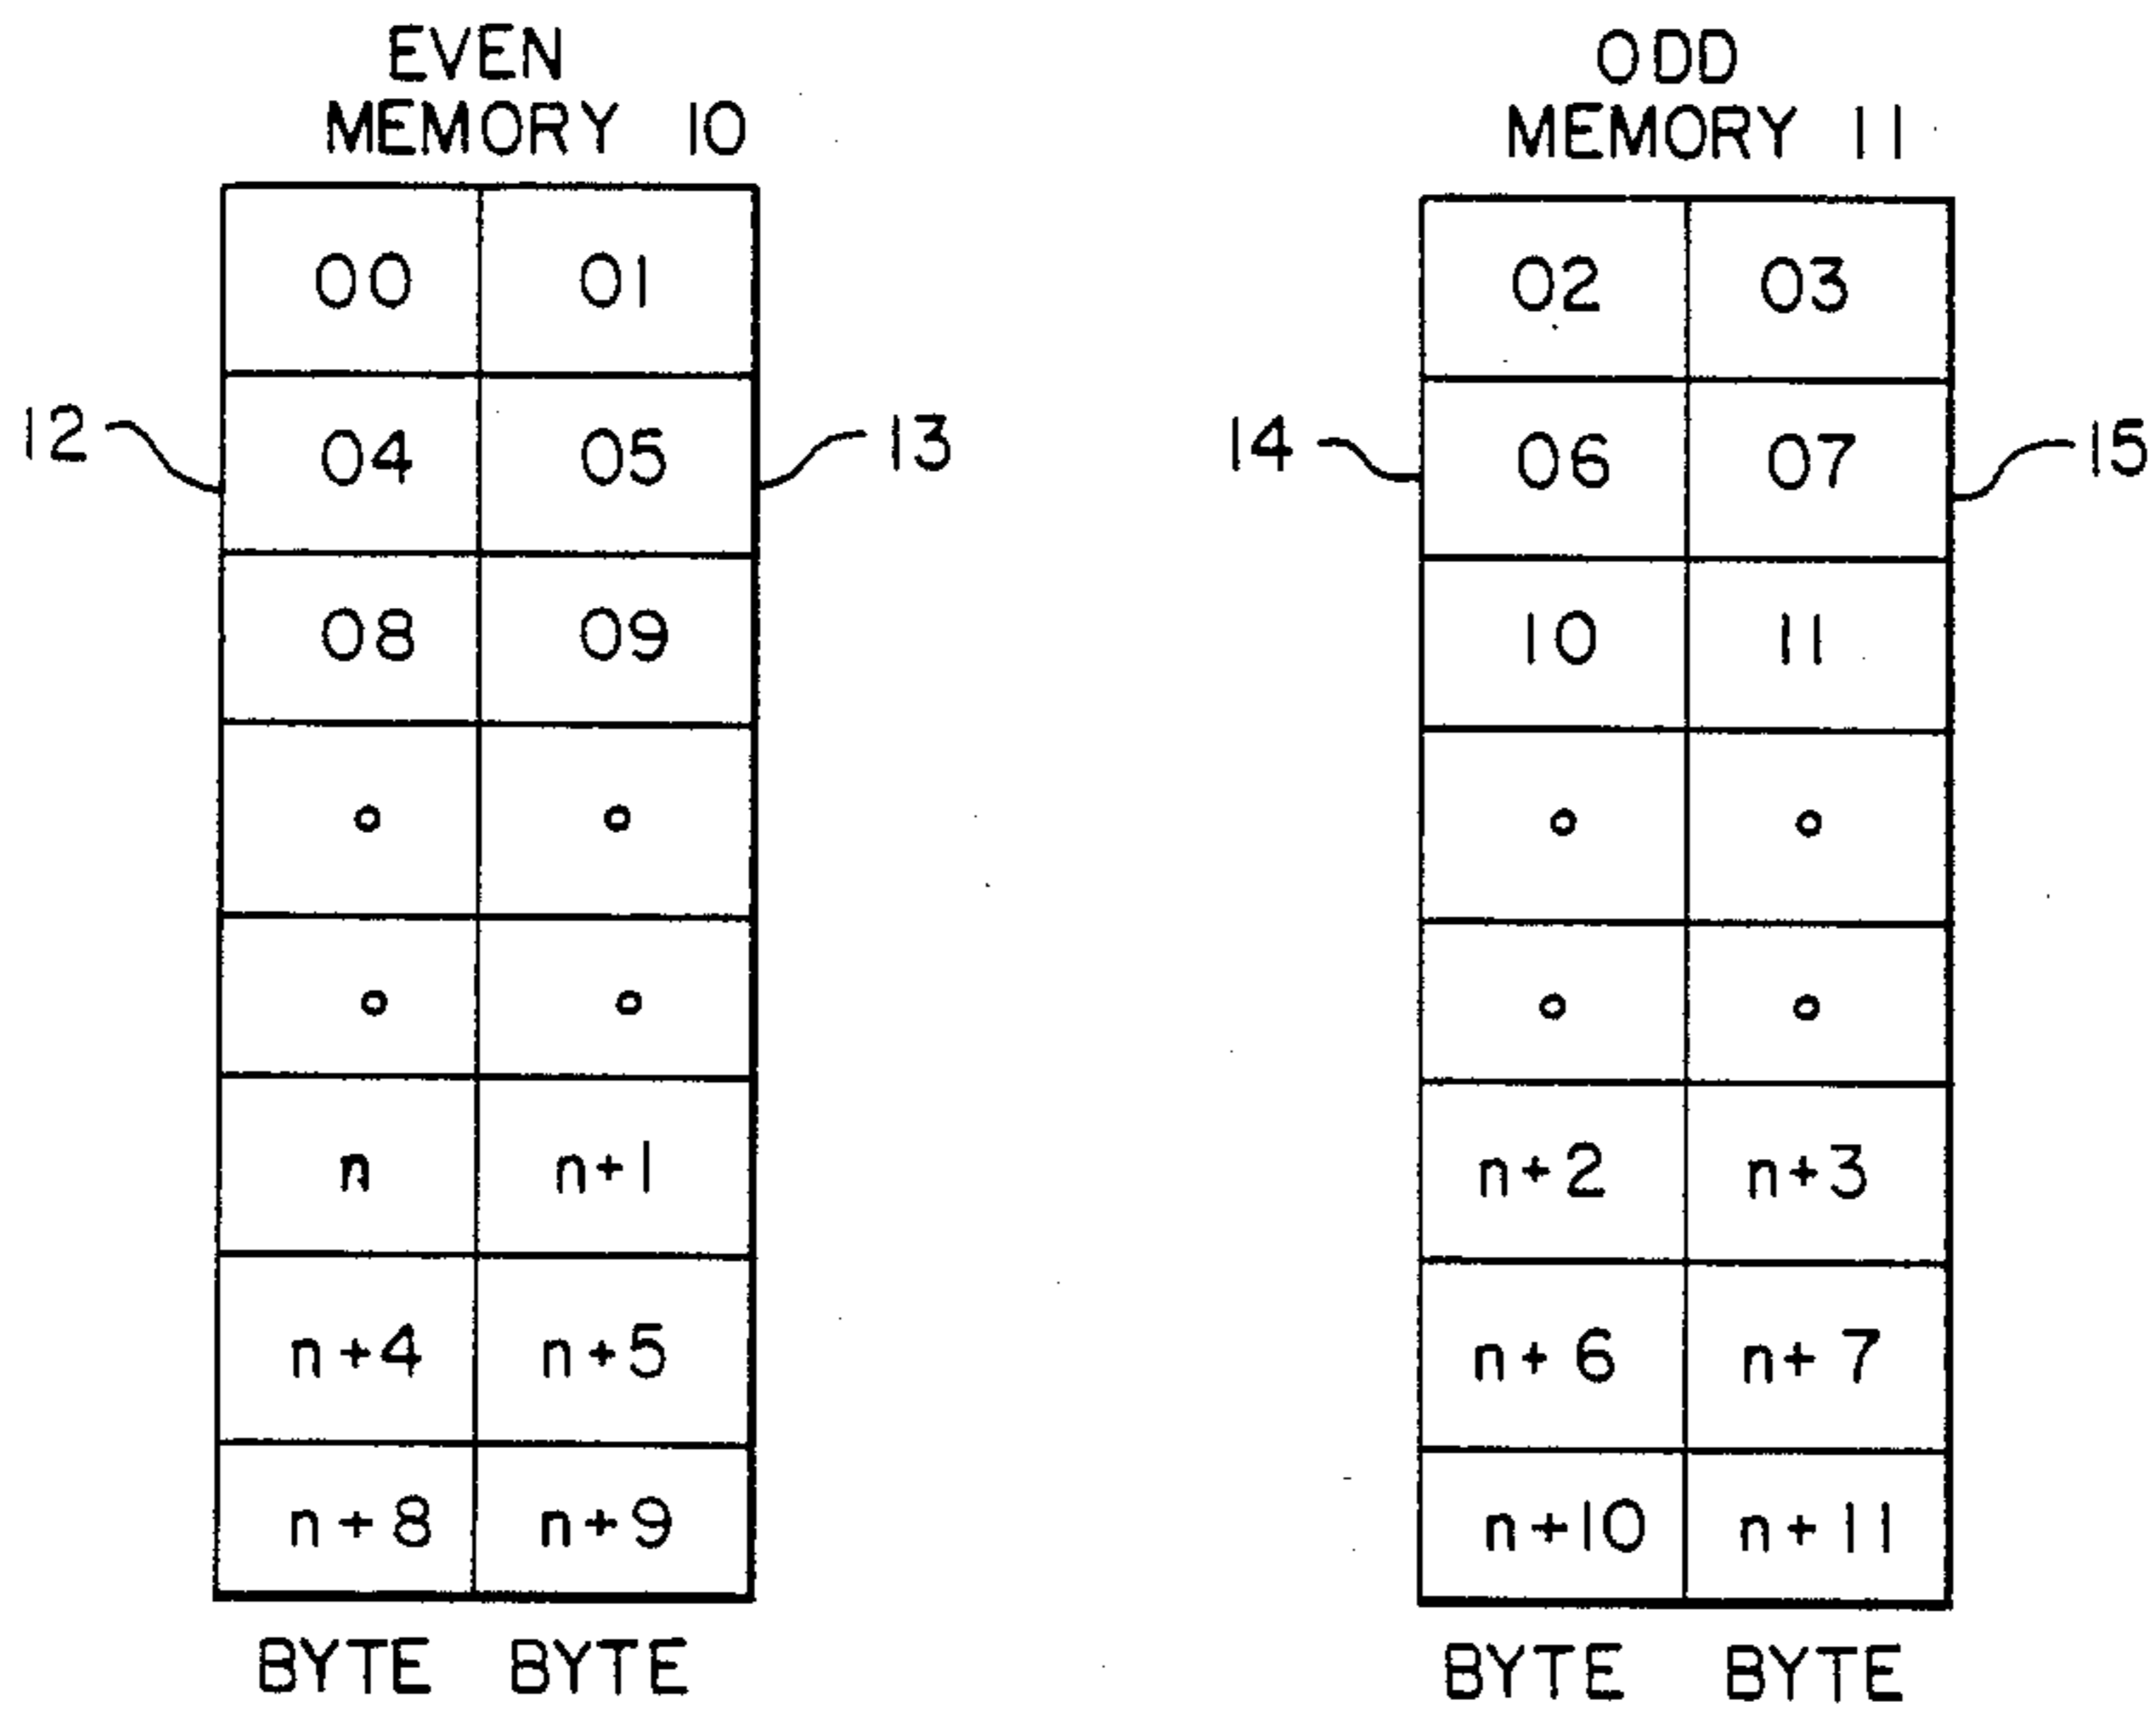 EVEN
MEMORY 10
00 01
04 05
08 09
n n+1
n+4 n+5
n+8 n+9
BYTE BYTE
12
13
ODD
MEMORY 11
02 03
06 07
10 11
n+2 n+3
n+6 n+7
n+10 n+11
BYTE BYTE
14
15